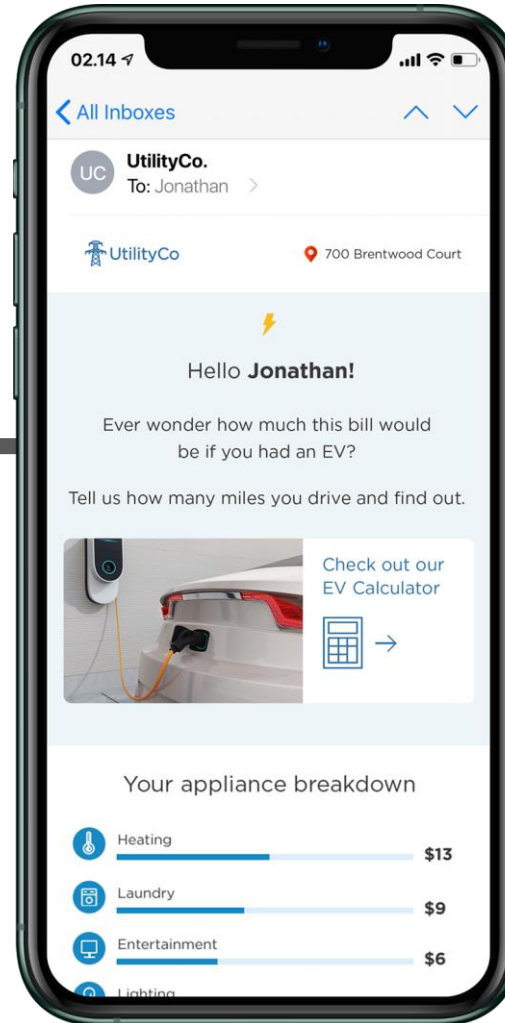 02.14
All Inboxes
UC
UtilityCo.
To: Jonathan
UtilityCo
700 Brentwood Court
Hello Jonathan!
Ever wonder how much this bill would
be if you had an EV?
Tell us how many miles you drive and find out.
Check out our
EV Calculator
Your appliance breakdown
Heating
$13
Laundry
$9
Entertainment
$6
Lighting